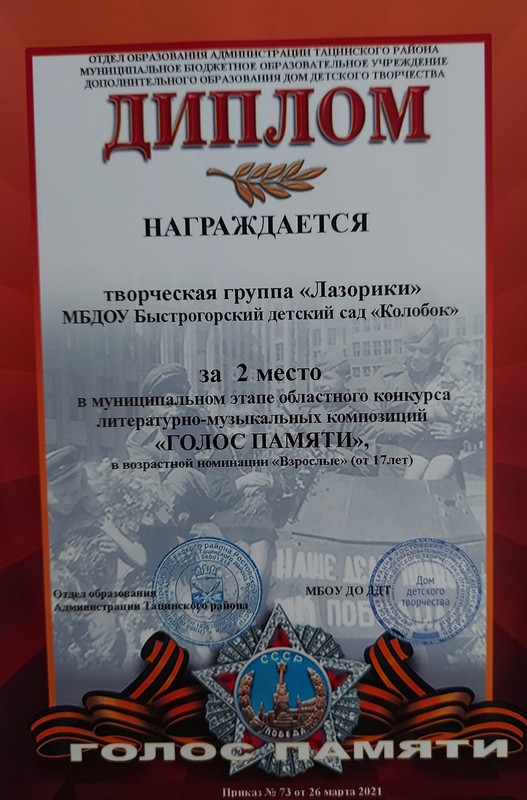 ОТДЕЛ ОБРАЗОВАНИЯ АДМИНИСТРАЦИИ ТАЦИНСКОГО РАЙОНА
МУНИЦИПАЛЬНОЕ БЮДЖЕТНОЕ ОБРАЗОВАТЕЛЬНОЕ УЧРЕЖДЕНИЕ
ДОПОЛНИТЕЛЬНОГО ОБРАЗОВАНИЯ ДОМ ДЕТСКОГО ТВОРЧЕСТВА
ДИПЛОМ
НАГРАЖДАЕТСЯ
творческая группа «Лазорики»
МБДОУ Быстрогорский детский сад «Колобок»
за 2 место
в муниципальном этапе областного конкурса
литературно-музыкальных композиций
«ГОЛОС ПАМЯТИ»,
в возрастной номинации «Взрослые» (от 17лет)
Отдел образования
Администрации Тацинского района
МБОУ ДО ДДТ
Дом
детского
творчества
НАШЕ
ПОБ
СССР
ПОБЕДА
ГОЛОС ПАМЯТИ
Приказ № 73 от 26 марта 2021